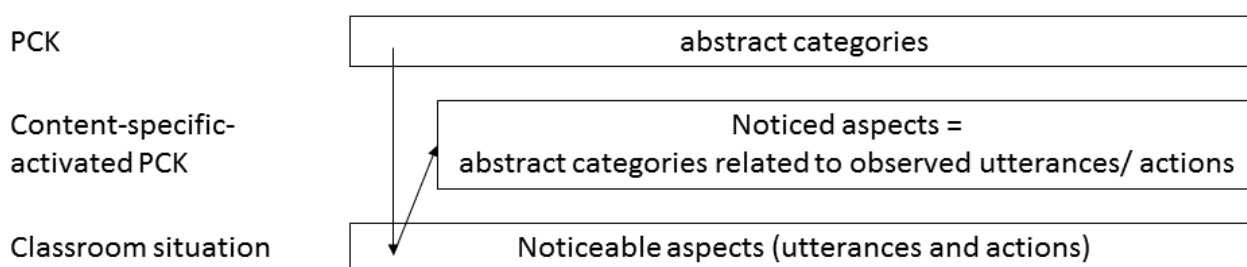 PCK
abstract categories
Content-specific-
activated PCK
Noticed aspects =
abstract categories related to observed utterances/ actions
Classroom situation
Noticeable aspects (utterances and actions)